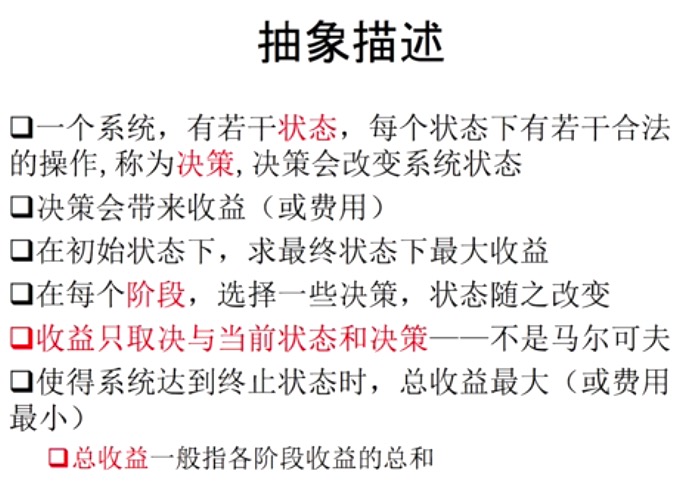 抽象描述
❑一个系统，有若干状态，每个状态下有若干合法
的操作,称为决策,决策会改变系统状态
❑决策会带来收益（或费用）
❑在初始状态下，求最终状态下最大收益
❑在每个阶段，选择一些决策，状态随之改变
❑收益只取决与当前状态和决策——不是马尔可夫
❑使得系统达到终止状态时，总收益最大（或费用
最小）
❑总收益一般指各阶段收益的总和